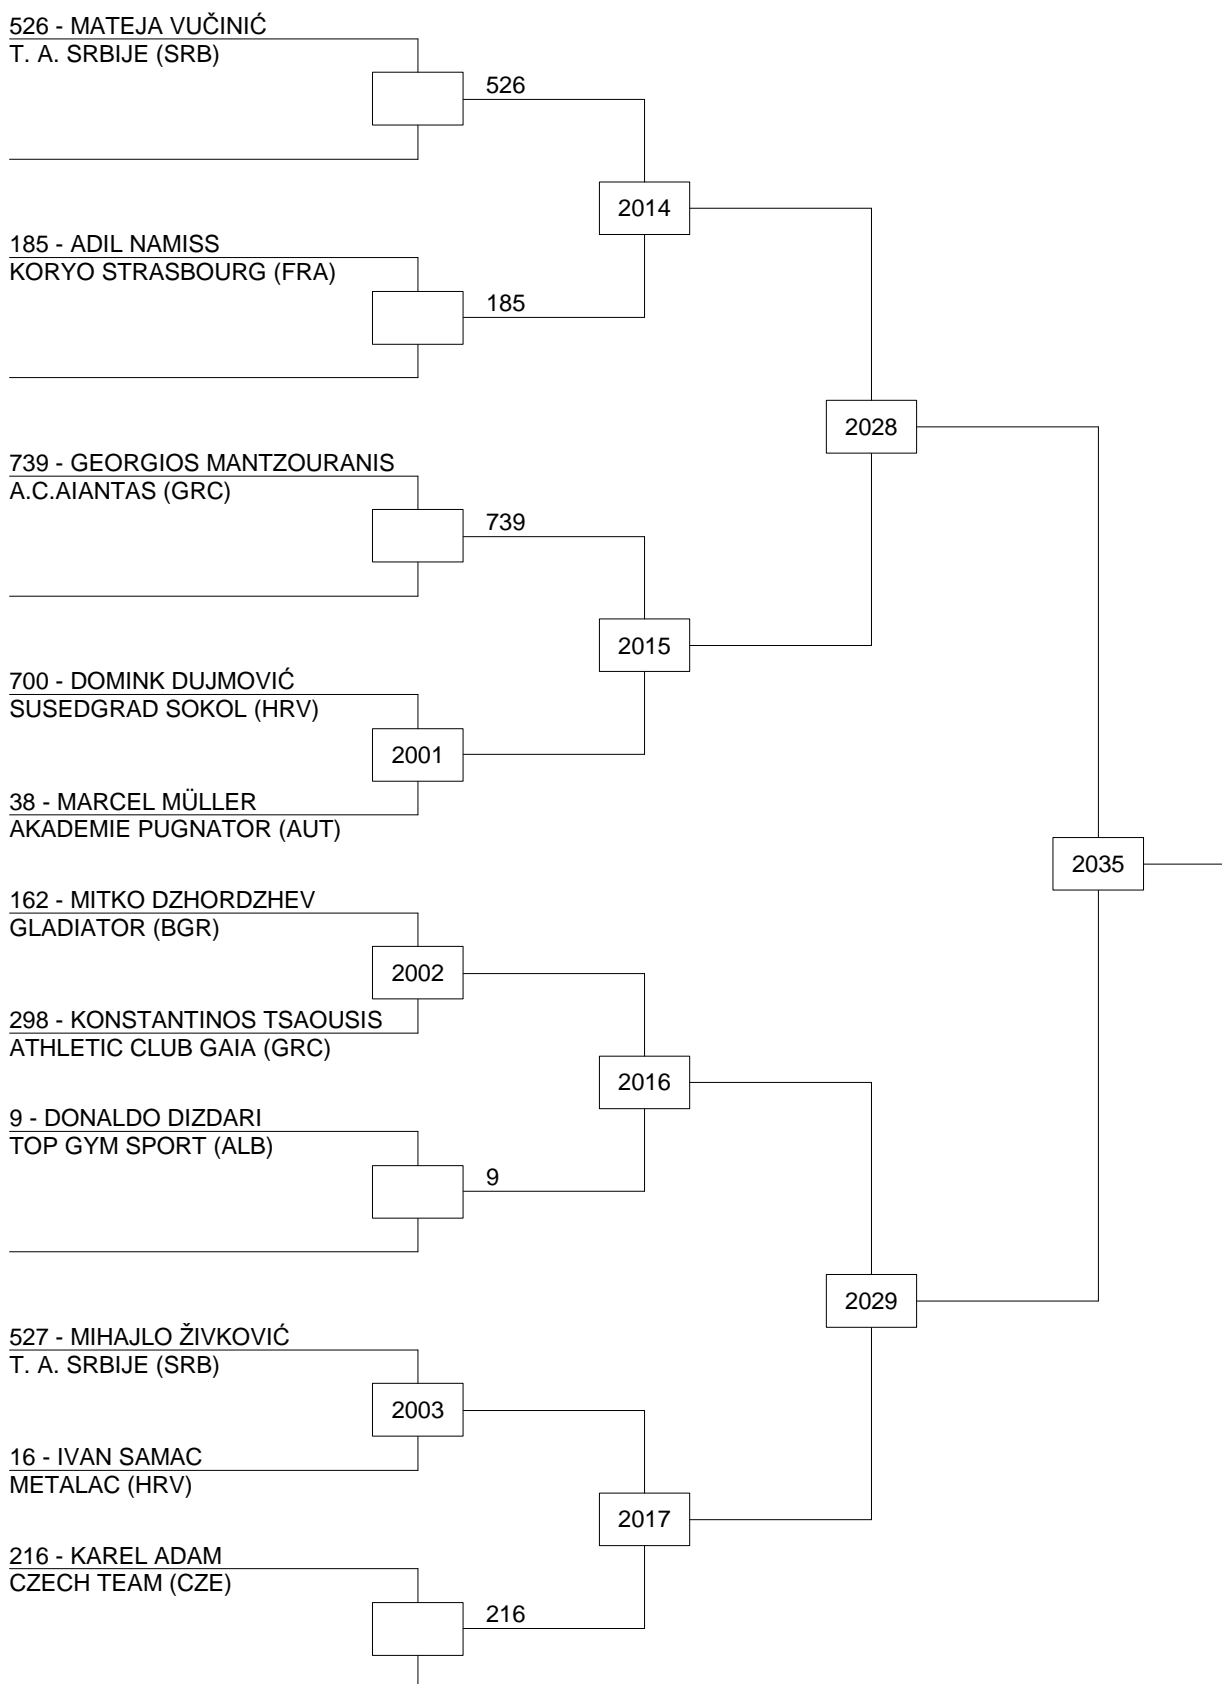 526 - MATEJA VUČINIĆ
T. A. SRBIJE (SRB)
526
2014
185 - ADIL NAMISS
KORYO STRASBOURG (FRA)
185
2028
739 - GEORGIOS MANTZOURANIS
A.C.AIANTAS (GRC)
739
2015
700 - DOMINK DUJMOVIĆ
SUSEDGRAD SOKOL (HRV)
2001
38 - MARCEL MÜLLER
AKADEMIE PUGNATOR (AUT)
2035
162 - MITKO DZHORDZHEV
GLADIATOR (BGR)
2002
298 - KONSTANTINOS TSAOUSIS
ATHLETIC CLUB GAIA (GRC)
2016
9 - DONALDO DIZDARI
TOP GYM SPORT (ALB)
9
2029
527 - MIHAJLO ŽIVKOVIĆ
T. A. SRBIJE (SRB)
2003
16 - IVAN SAMAC
METALAC (HRV)
2017
216 - KAREL ADAM
CZECH TEAM (CZE)
216